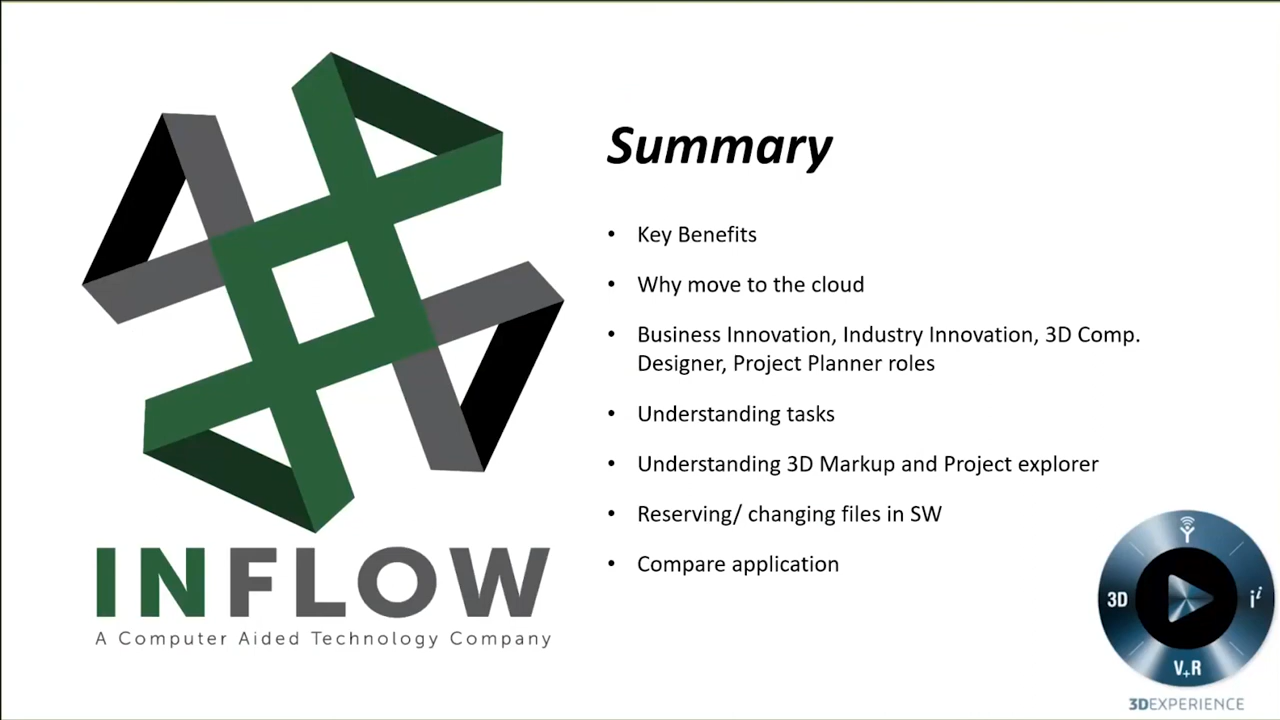 Summary
• Key Benefits
• Why move to the cloud
• Business Innovation, Industry Innovation, 3D Comp.
Designer, Project Planner roles
• Understanding tasks
• Understanding 3D Markup and Project explorer
• Reserving/ changing files in SW
• Compare application
INFLOW
A Computer Aided Technology Company
3D
i²
V+R
3DEXPERIENCE